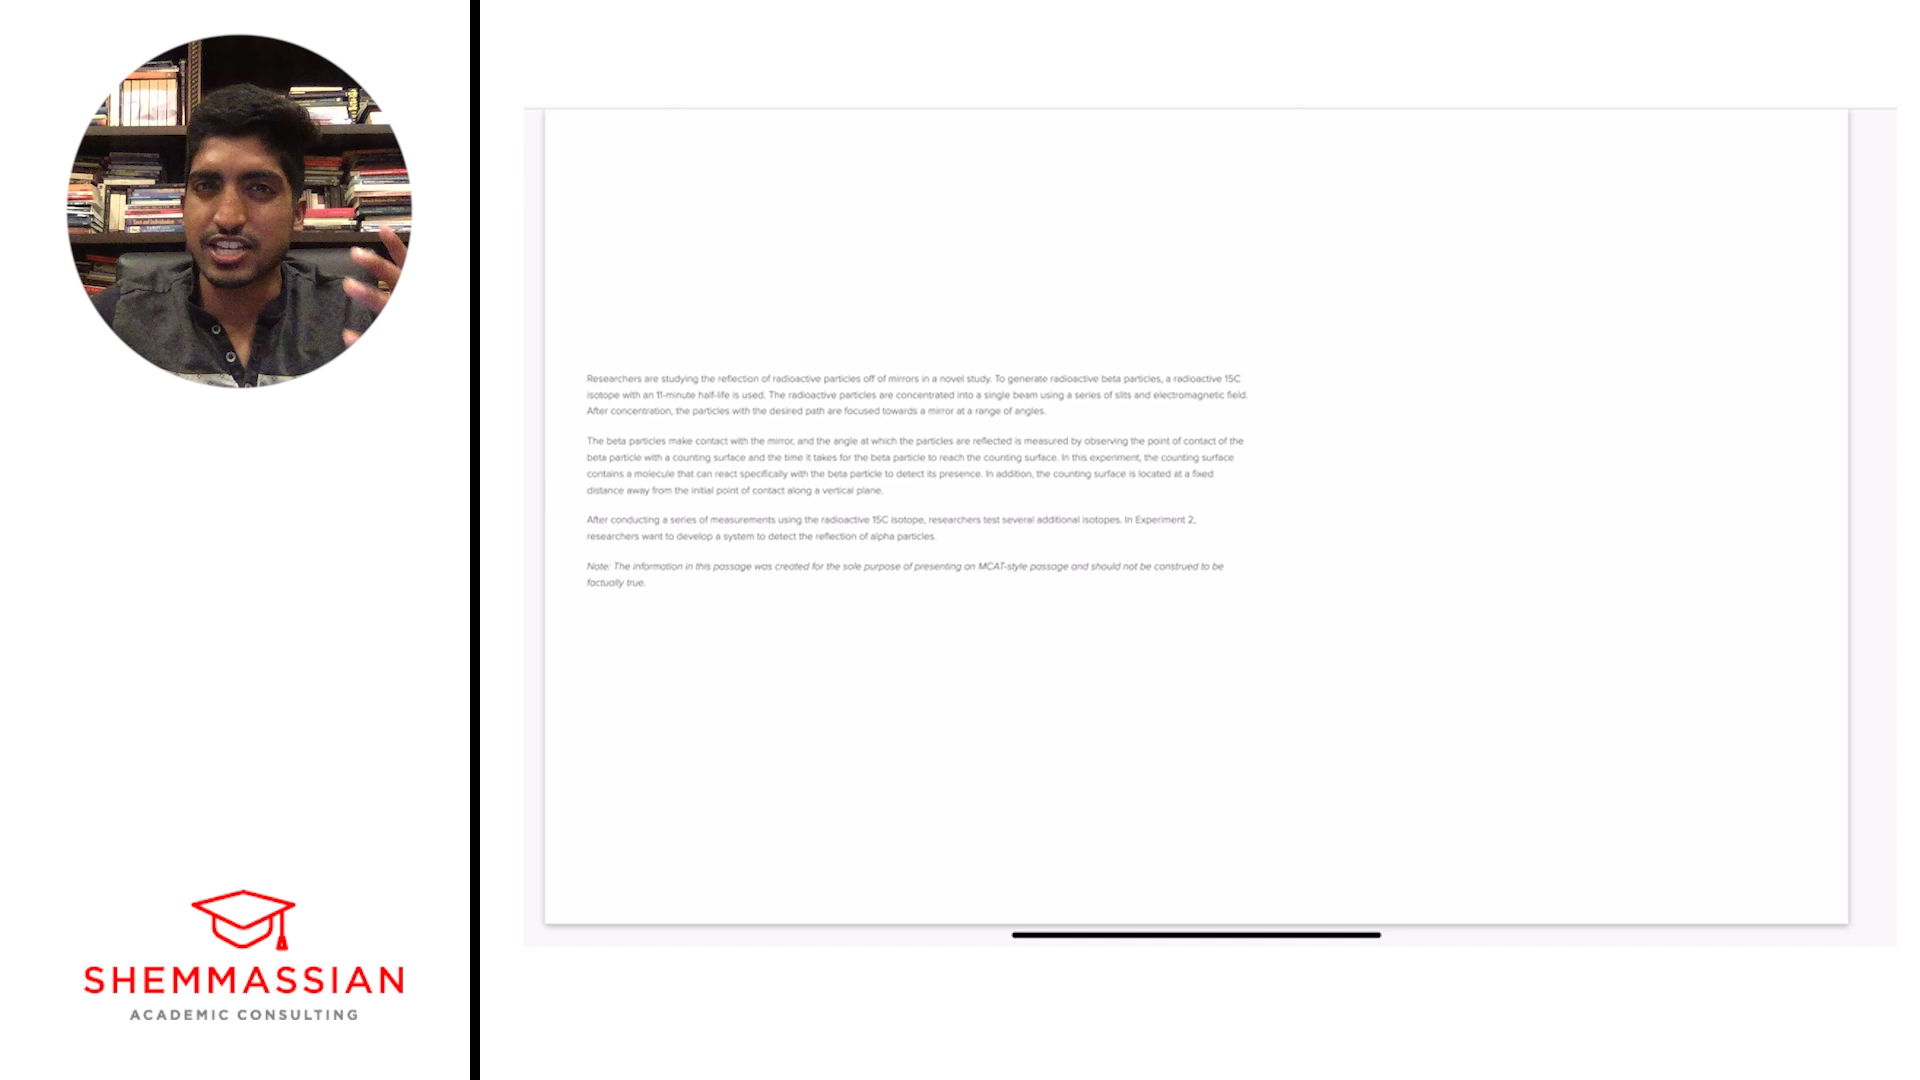 Researchers are studying the reflection of radioactive particles off of mirrors in a novel study. To generate radioactive beta particles, a radioactive 15C
isotope with an 11-minute half-life is used. The radioactive particles are concentrated into a single beam using a series of slits and electromagnetic field.
After concentration, the particles with the desired path are focused towards a mirror at a range of angles.
The beta particles make contact with the mirror, and the angle at which the particles are reflected is measured by observing the point of contact of the
beta particle with a counting surface and the time it takes for the beta particle to reach the counting surface. In this experiment, the counting surface
contains a molecule that can react specifically with the beta particle to detect its presence. In addition, the counting surface is located at a fixed
distance away from the initial point of contact along a vertical plane.
After conducting a series of measurements using the radioactive 15C isotope, researchers test several additional isotopes. In Experiment 2,
researchers want to develop a system to detect the reflection of alpha particles.
Note: The information in this passage was created for the sole purpose of presenting an MCAT-style passage and should not be construed to be
factually true.
SHEMMASSIAN
ACADEMIC CONSULTING